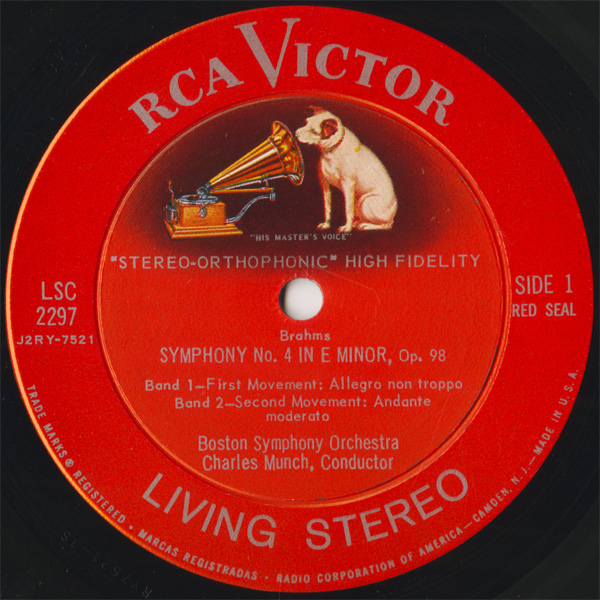 RCA VICTOR
"HIS MASTER'S VOICE"
"STEREO-ORTHOPHONIC" HIGH FIDELITY
LSC
2297
J2RY-7521
SIDE 1
RED SEAL
Brahms
SYMPHONY No. 4 IN E MINOR, Op. 98
Band 1—First Movement: Allegro non troppo
Band 2—Second Movement: Andante
moderato
Boston Symphony Orchestra
Charles Munch, Conductor
LIVING STEREO
TRADE MARKS ® REGISTERED • MARCAS REGISTRADAS • RADIO CORPORATION OF AMERICA—CAMDEN, N. J.—MADE IN U. S. A.